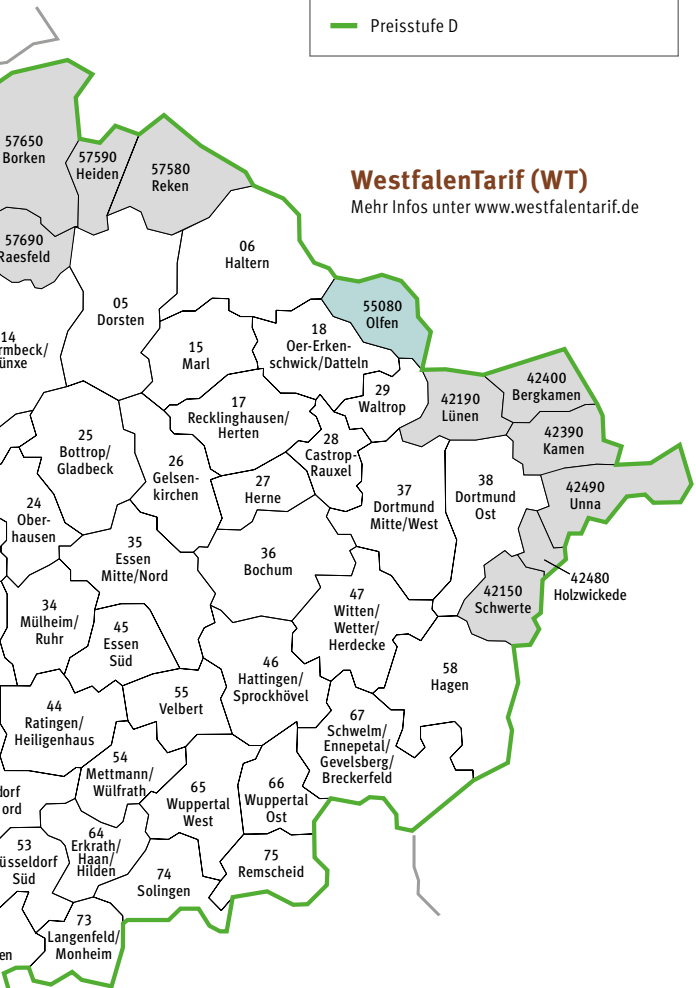 Preisstufe D
WestfalenTarif (WT)
Mehr Infos unter www.westfalentarif.de
57650
Borken
57590
Heiden
57580
Reken
57690
Raesfeld
06
Haltern
05
Dorsten
55080
Olfen
14
rmbeck/
ünxe
15
Marl
18
Oer-Erken-
schwick/Datteln
29
Waltrop
42190
Lünen
42400
Bergkamen
42390
Kamen
42490
Unna
17
Recklinghausen/
Herten
28
Castrop-
Rauxel
25
Bottrop/
Gladbeck
26
Gelsen-
kirchen
27
Herne
37
Dortmund
Mitte/West
38
Dortmund
Ost
24
Ober-
hausen
35
Essen
Mitte/Nord
36
Bochum
42480
Holzwickede
42150
Schwerte
34
Mülheim/
Ruhr
45
Essen
Süd
47
Witten/
Wetter/
Herdecke
46
Hattingen/
Sprockhövel
58
Hagen
44
Ratingen/
Heiligenhaus
55
Velbert
67
Schwelm/
Ennepetal/
Gevelsberg/
Breckerfeld
54
Mettmann/
Wülfrath
65
Wuppertal
West
66
Wuppertal
Ost
dorf
ord
53
üsseldorf
Süd
64
Erkrath/
Haan/
Hilden
74
Solingen
75
Remscheid
73
Langenfeld/
Monheim
en